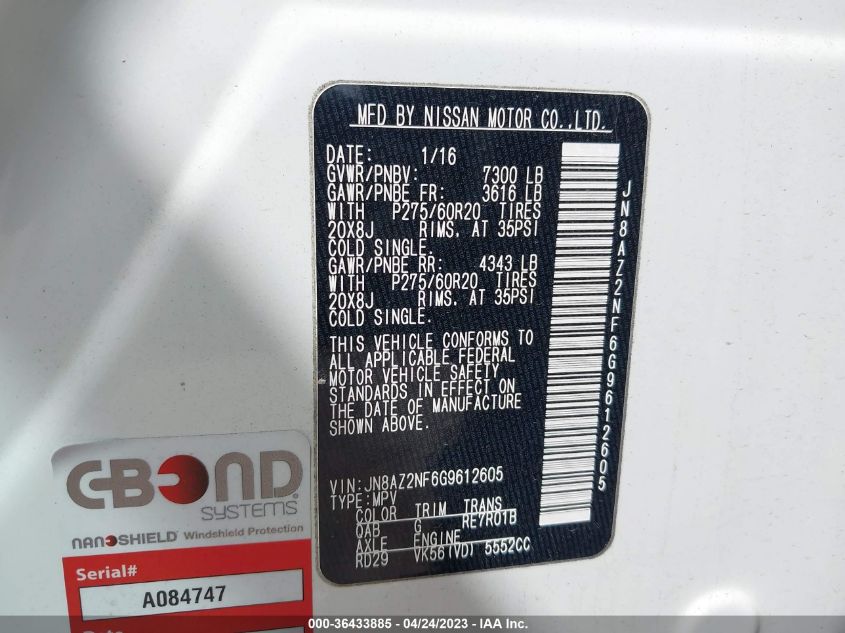 MFD BY NISSAN MOTOR CO.,LTD.
DATE: 1/16
GVWR/PNBV: 7300 LB
GAWR/PNBE FR: 3616 LB
WITH P275/60R20 TIRES
20X8J RIMS. AT 35PSI
COLD SINGLE.
GAWR/PNBE RR: 4343 LB
WITH P275/60R20 TIRES
20X8J RIMS. AT 35PSI
COLD SINGLE.
THIS VEHICLE CONFORMS TO
ALL APPLICABLE FEDERAL
MOTOR VEHICLE SAFETY
STANDARDS IN EFFECT ON
THE DATE OF MANUFACTURE
SHOWN ABOVE.
VIN:JN8AZ2NF6G9612605
TYPE:MPV
COLOR TRIM TRANS
QAB G RE7R01B
AXLE ENGINE
RD29 VK56(VD) 5552CC
JN8AZ2NF6G9612605
C-BOND
SYSTEMS
NANOSHIELD Windshield Protection
Serial#
A084747
000-36433885 - 04/24/2023 - IAA Inc.